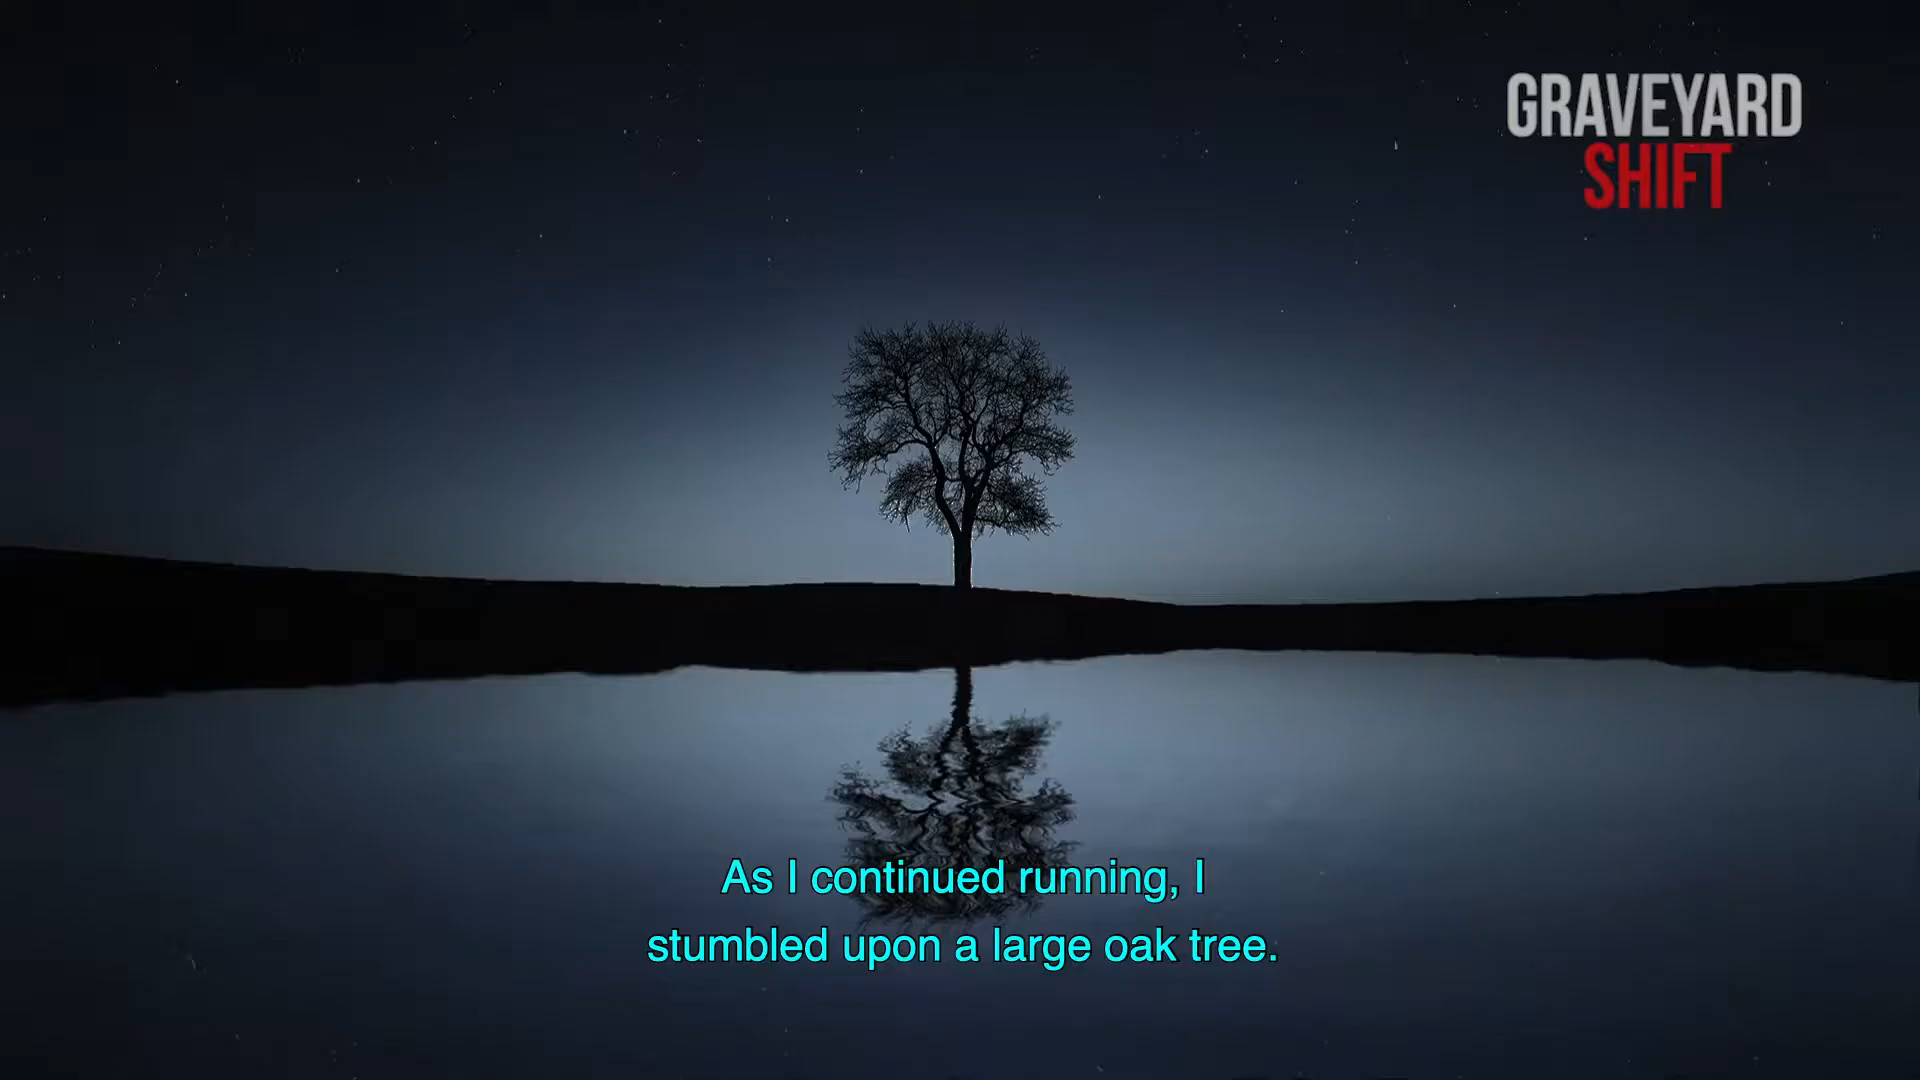 GRAVEYARD
SHIFT
As I continued running, I
stumbled upon a large oak tree.